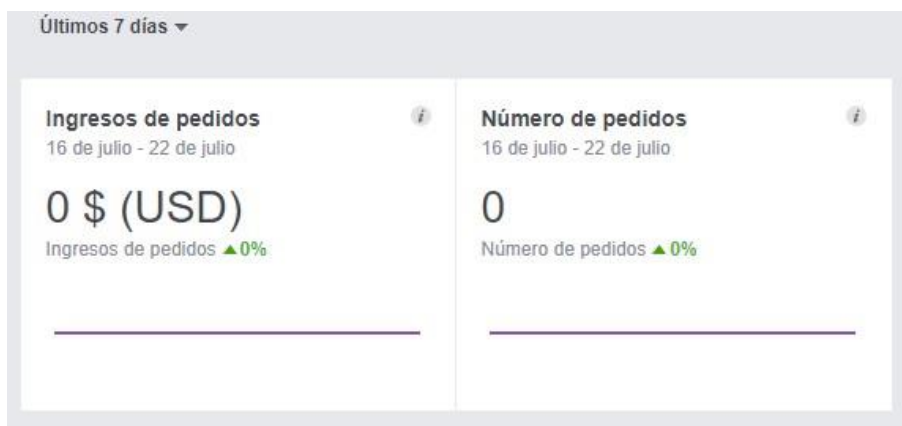 Últimos 7 días
Ingresos de pedidos i
16 de julio - 22 de julio
0 $ (USD)
Ingresos de pedidos ▲0%
Número de pedidos i
16 de julio - 22 de julio
0
Número de pedidos ▲0%